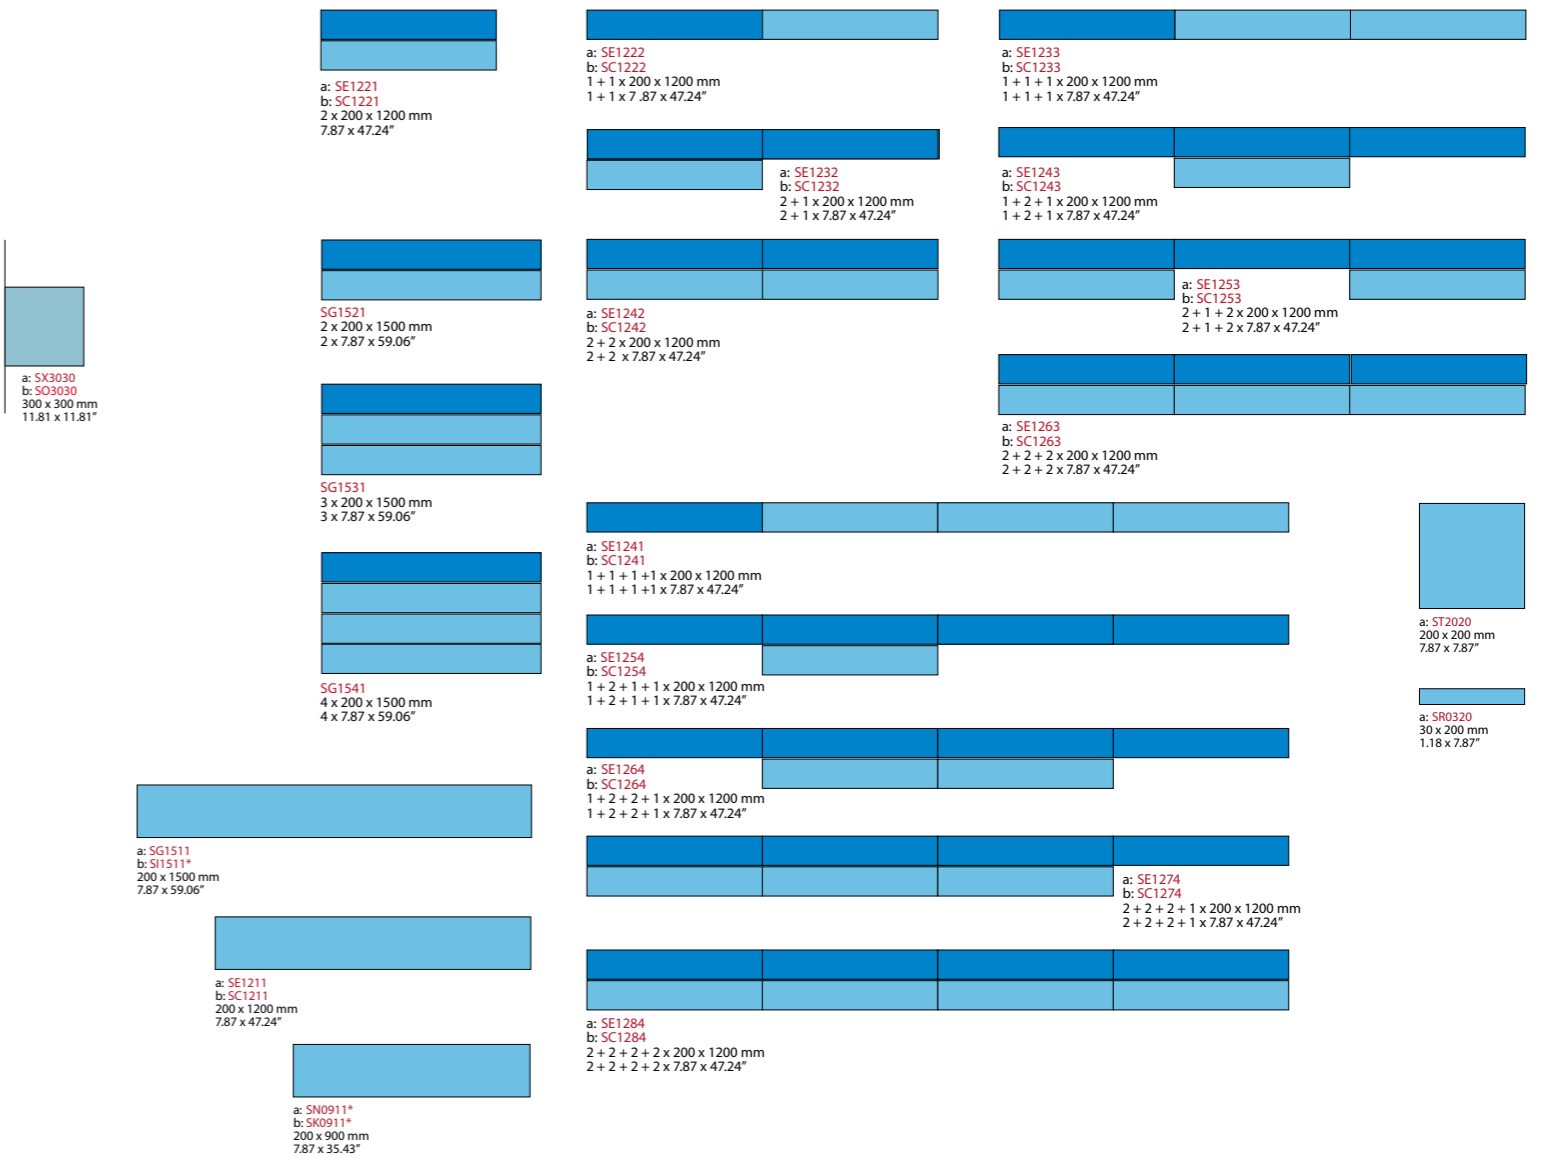 a: SE1221
b: SC1221
2 x 200 x 1200 mm
7.87 x 47.24”
a: SE1222
b: SC1222
1 + 1 x 200 x 1200 mm
1 + 1 x 7 .87 x 47.24”
a: SE1233
b: SC1233
1 + 1 + 1 x 200 x 1200 mm
1 + 1 + 1 x 7.87 x 47.24”
a: SE1232
b: SC1232
2 + 1 x 200 x 1200 mm
2 + 1 x 7.87 x 47.24”
a: SE1243
b: SC1243
1 + 2 + 1 x 200 x 1200 mm
1 + 2 + 1 x 7.87 x 47.24”
a: SX3030
b: SO3030
300 x 300 mm
11.81 x 11.81”
SG1521
2 x 200 x 1500 mm
2 x 7.87 x 59.06”
a: SE1242
b: SC1242
2 + 2 x 200 x 1200 mm
2 + 2 x 7.87 x 47.24”
a: SE1253
b: SC1253
2 + 1 + 2 x 200 x 1200 mm
2 + 1 + 2 x 7.87 x 47.24”
SG1531
3 x 200 x 1500 mm
3 x 7.87 x 59.06”
a: SE1263
b: SC1263
2 + 2 + 2 x 200 x 1200 mm
2 + 2 + 2 x 7.87 x 47.24”
a: SE1241
b: SC1241
1 + 1 + 1 +1 x 200 x 1200 mm
1 + 1 + 1 +1 x 7.87 x 47.24”
a: ST2020
200 x 200 mm
7.87 x 7.87”
SG1541
4 x 200 x 1500 mm
4 x 7.87 x 59.06”
a: SE1254
b: SC1254
1 + 2 + 1 + 1 x 200 x 1200 mm
1 + 2 + 1 + 1 x 7.87 x 47.24”
a: SR0320
30 x 200 mm
1.18 x 7.87”
a: SE1264
b: SC1264
1 + 2 + 2 + 1 x 200 x 1200 mm
1 + 2 + 2 + 1 x 7.87 x 47.24”
a: SG1511
b: SI1511*
200 x 1500 mm
7.87 x 59.06”
a: SE1274
b: SC1274
2 + 2 + 2 + 1 x 200 x 1200 mm
2 + 2 + 2 + 1 x 7.87 x 47.24”
a: SE1211
b: SC1211
200 x 1200 mm
7.87 x 47.24”
a: SE1284
b: SC1284
2 + 2 + 2 + 2 x 200 x 1200 mm
2 + 2 + 2 + 2 x 7.87 x 47.24”
a: SN0911*
b: SK0911*
200 x 900 mm
7.87 x 35.43”